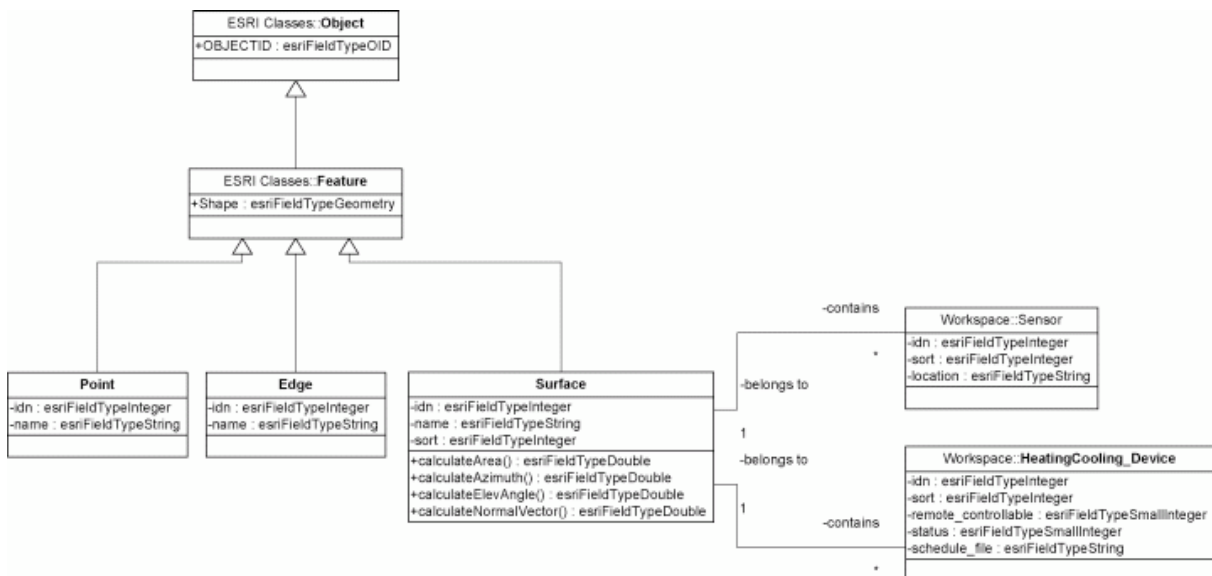 ESRI Classes::Object
+OBJECTID : esriFieldTypeOID
ESRI Classes::Feature
+Shape : esriFieldTypeGeometry
Point
-idn : esriFieldTypeInteger
-name : esriFieldTypeString
Edge
-idn : esriFieldTypeInteger
-name : esriFieldTypeString
Surface
-idn : esriFieldTypeInteger
-name : esriFieldTypeString
-sort : esriFieldTypeInteger
+calculateArea() : esriFieldTypeDouble
+calculateAzimuth() : esriFieldTypeDouble
+calculateElevAngle() : esriFieldTypeDouble
+calculateNormalVector() : esriFieldTypeDouble
-contains
*
-belongs to
1
-belongs to
1
-contains
*
Workspace::Sensor
-idn : esriFieldTypeInteger
-sort : esriFieldTypeInteger
-location : esriFieldTypeString
Workspace::HeatingCooling_Device
-idn : esriFieldTypeInteger
-sort : esriFieldTypeInteger
-remote_controllable : esriFieldTypeSmallInteger
-status : esriFieldTypeSmallInteger
-schedule_file : esriFieldTypeString